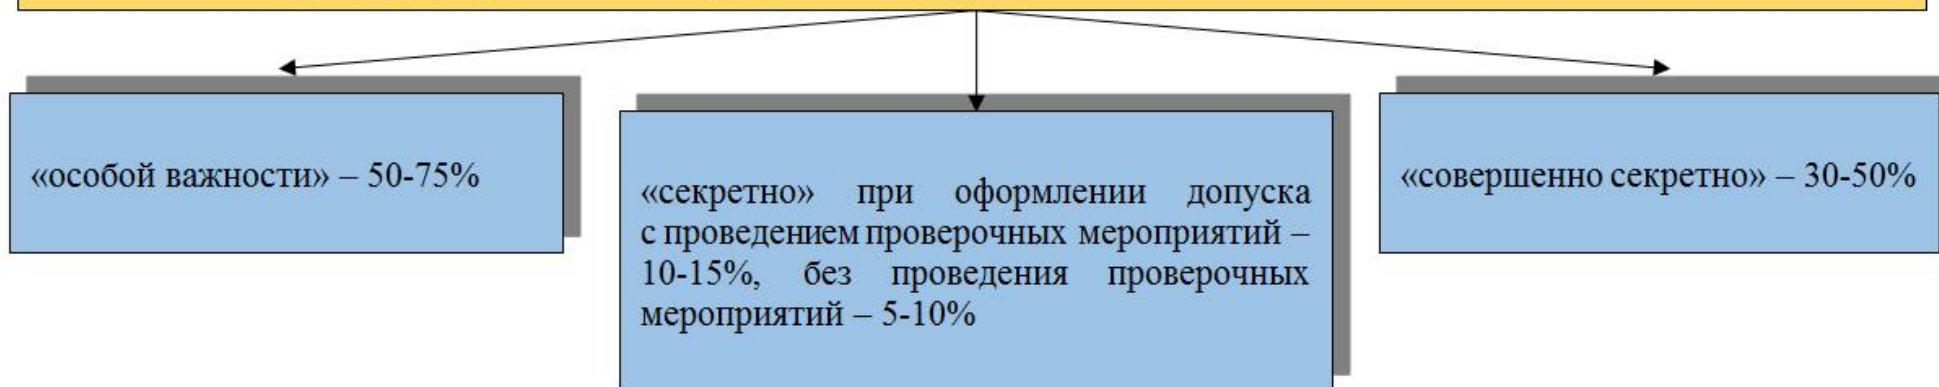 «особой важности» – 50-75%
«секретно» при оформлении допуска
с проведением проверочных мероприятий –
10-15%, без проведения проверочных
мероприятий – 5-10%
«совершенно секретно» – 30-50%